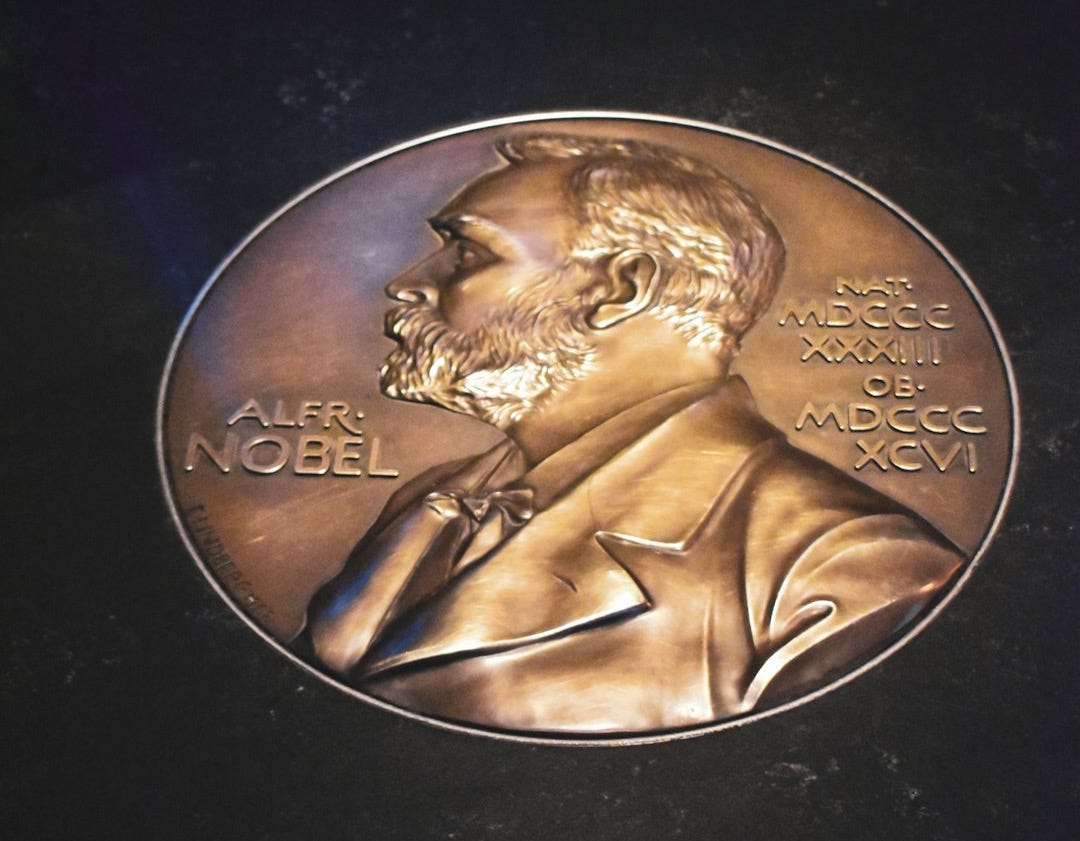 ALFR·
NOBEL
NAT·
MDCCC
XXXIII
OB·
MDCCC
XCVI